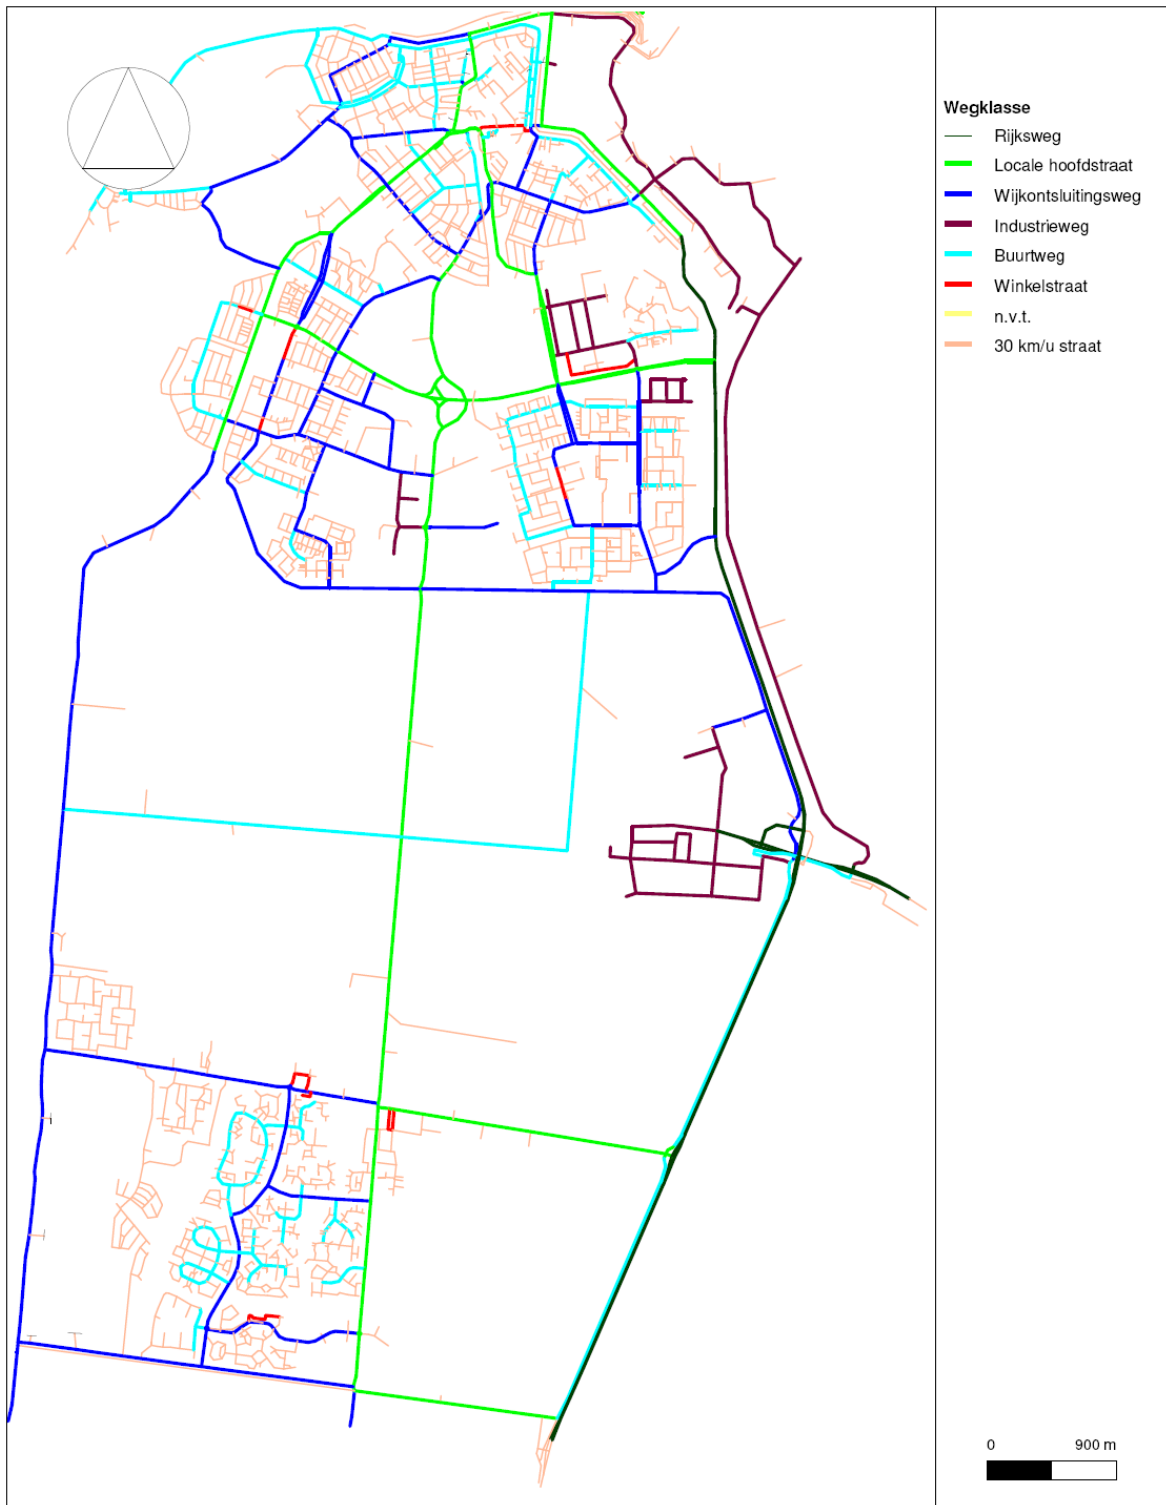 Wegklasse
Rijksweg
Locale hoofdstraat
Wijkontsluitingsweg
Industrieweg
Buurtweg
Winkelstraat
n.v.t.
30 km/u straat
0 900 m